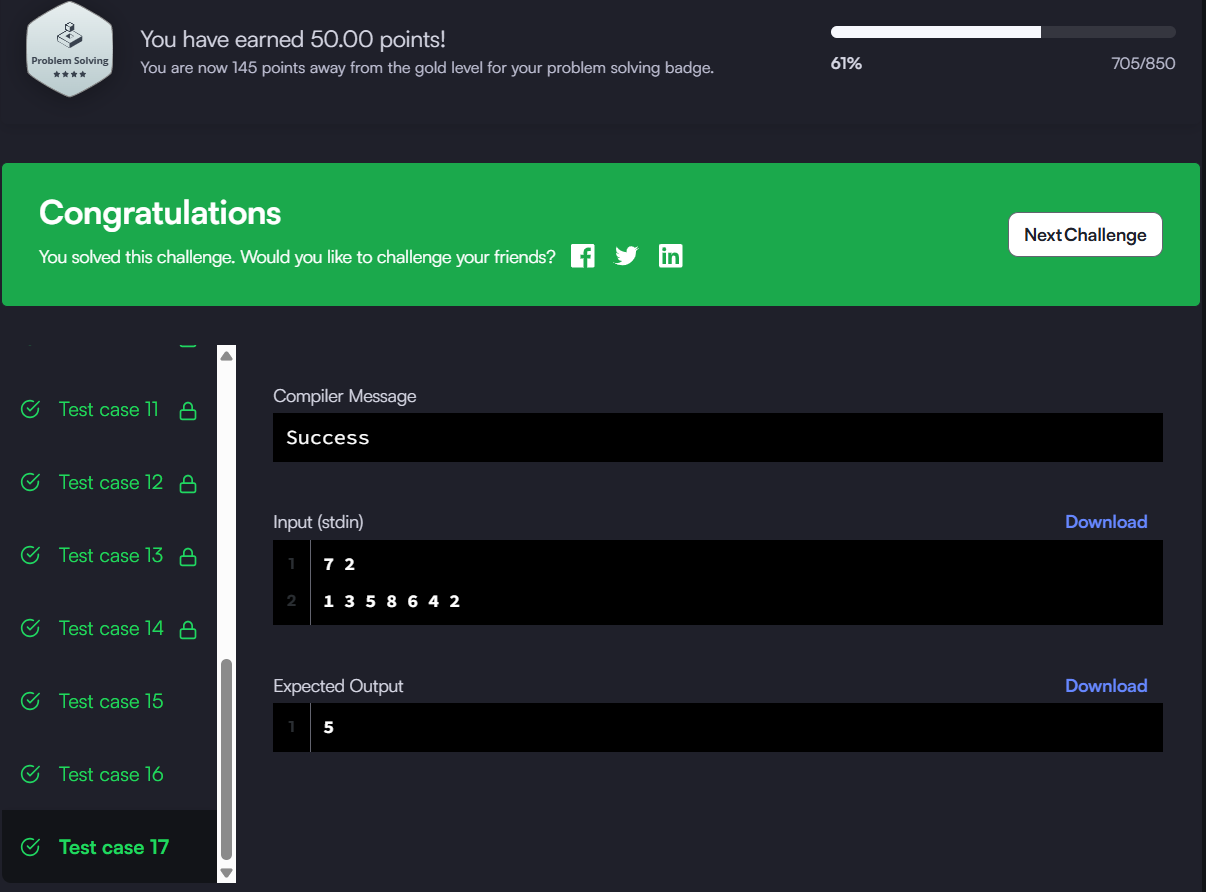 Problem Solving
You have earned 50.00 points!
You are now 145 points away from the gold level for your problem solving badge.
61%
705/850
Congratulations
You solved this challenge. Would you like to challenge your friends?
Next Challenge
Test case 11
Test case 12
Test case 13
Test case 14
Test case 15
Test case 16
Test case 17
Compiler Message
Success
Input (stdin)
Download
1 7 2
2 1 3 5 8 6 4 2
Expected Output
Download
1 5